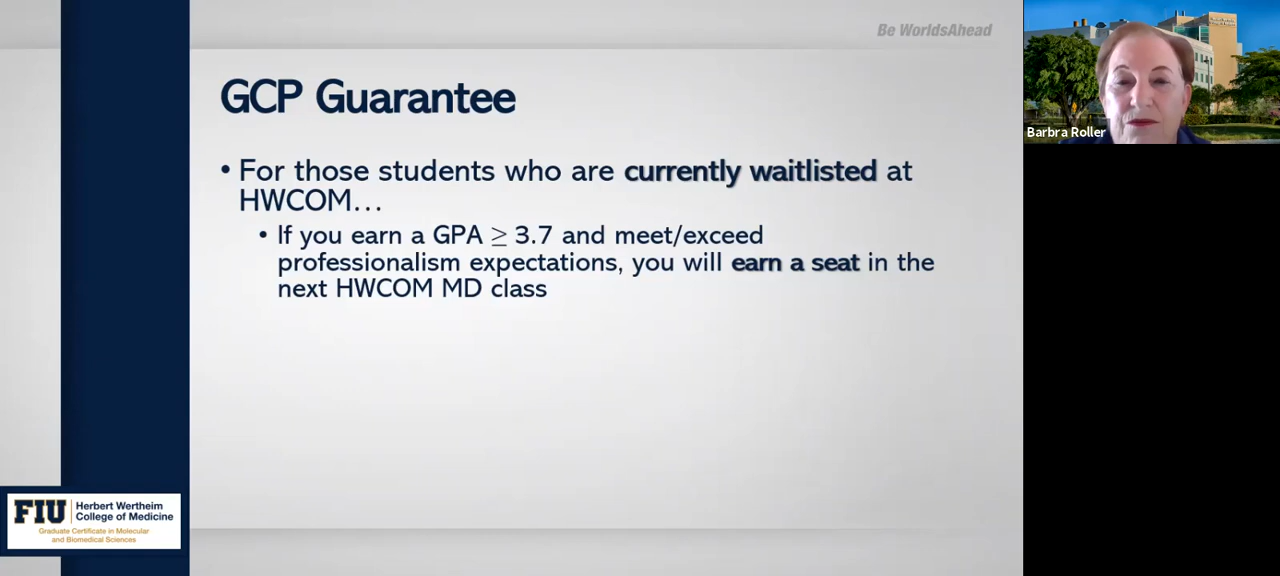 Be WorldsAhead
GCP Guarantee
• For those students who are currently waitlisted at
HWCOM…
• If you earn a GPA ≥ 3.7 and meet/exceed
professionalism expectations, you will earn a seat in the
next HWCOM MD class
FIU
Herbert Wertheim
College of Medicine
Graduate Certificate in Molecular
and Biomedical Sciences
Barbra Roller